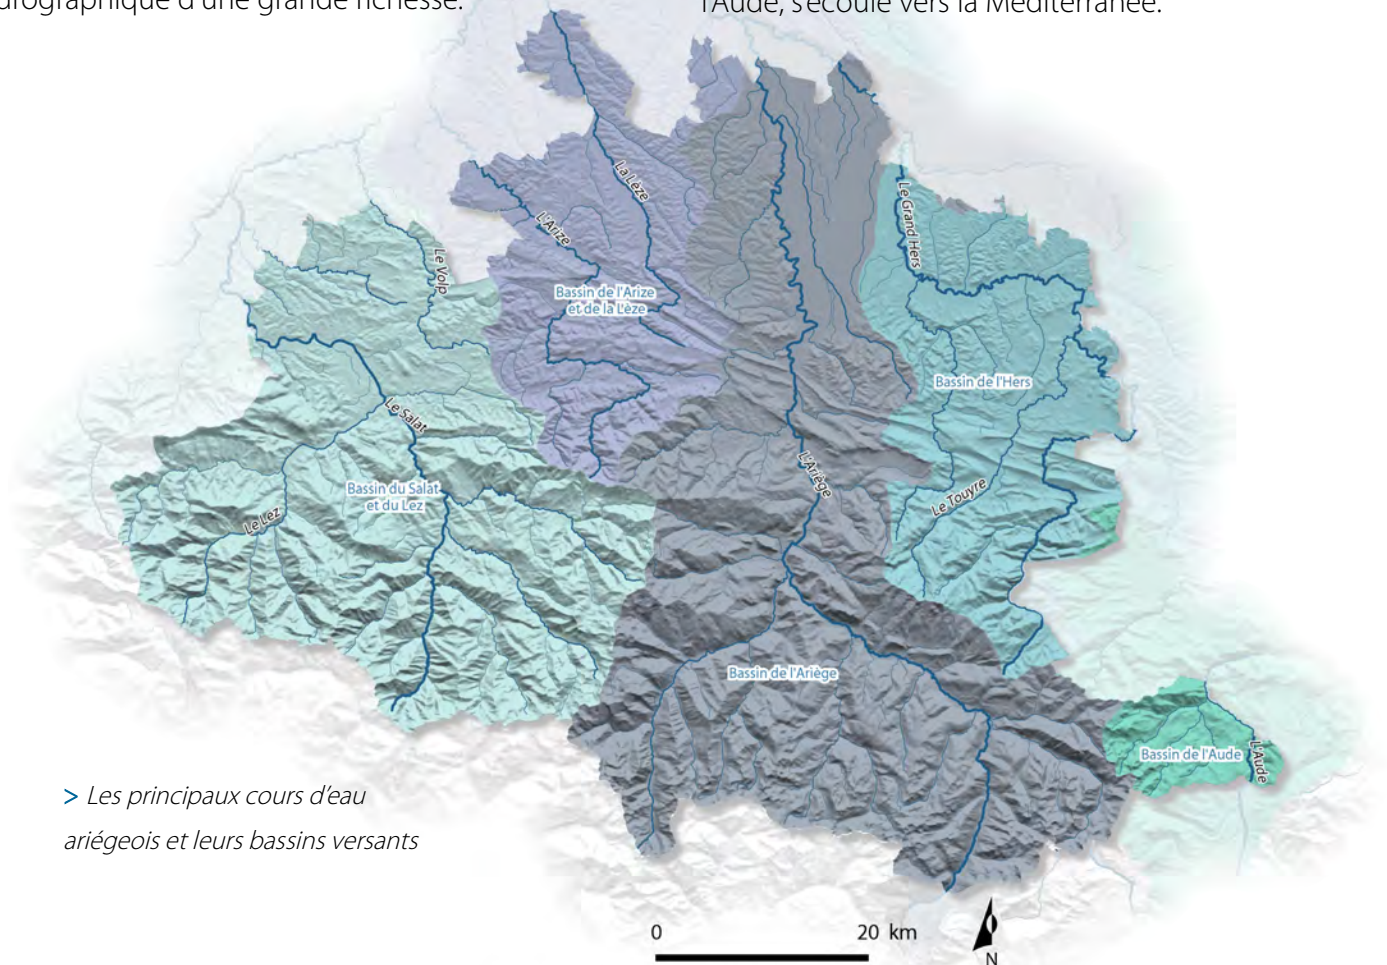 drographique d'une grande richesse.
l'Aude, s'écoule vers la Méditerranée.
La Lèze
L'Arize
Le Grand Hers
Le Volp
Bassin de l'Arize
et de la Lèze
Bassin de l'Hers
Le Salat
L'Ariège
Bassin du Salat
et du Lez
Le Touyre
Le Lez
Bassin de l'Ariège
Bassin de l'Aude
L'Aude
> Les principaux cours d'eau
ariégeois et leurs bassins versants
0 20 km
N